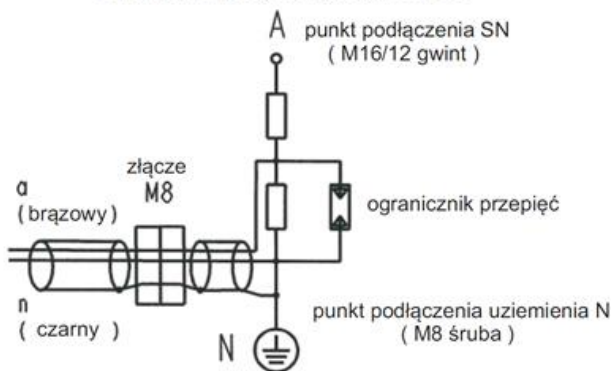 A
punkt podłączenia SN
( M16/12 gwint )
złącze
M8
a
( brązowy )
ogranicznik przepięć
n
( czarny )
punkt podłączenia uziemienia N
( M8 śruba )
N